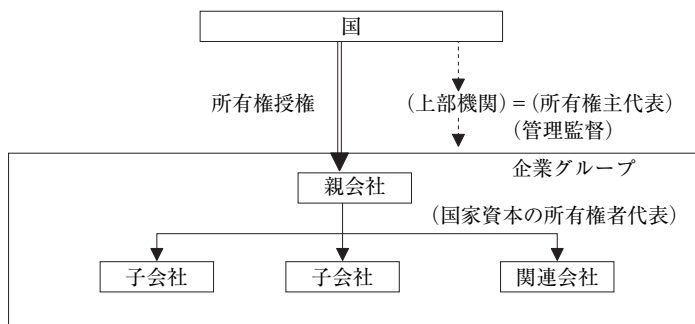 国
所有権授権
(上部機関)=(所有権主代表)
(管理監督)
企業グループ
親会社
(国家資本の所有権者代表)
子会社
子会社
関連会社